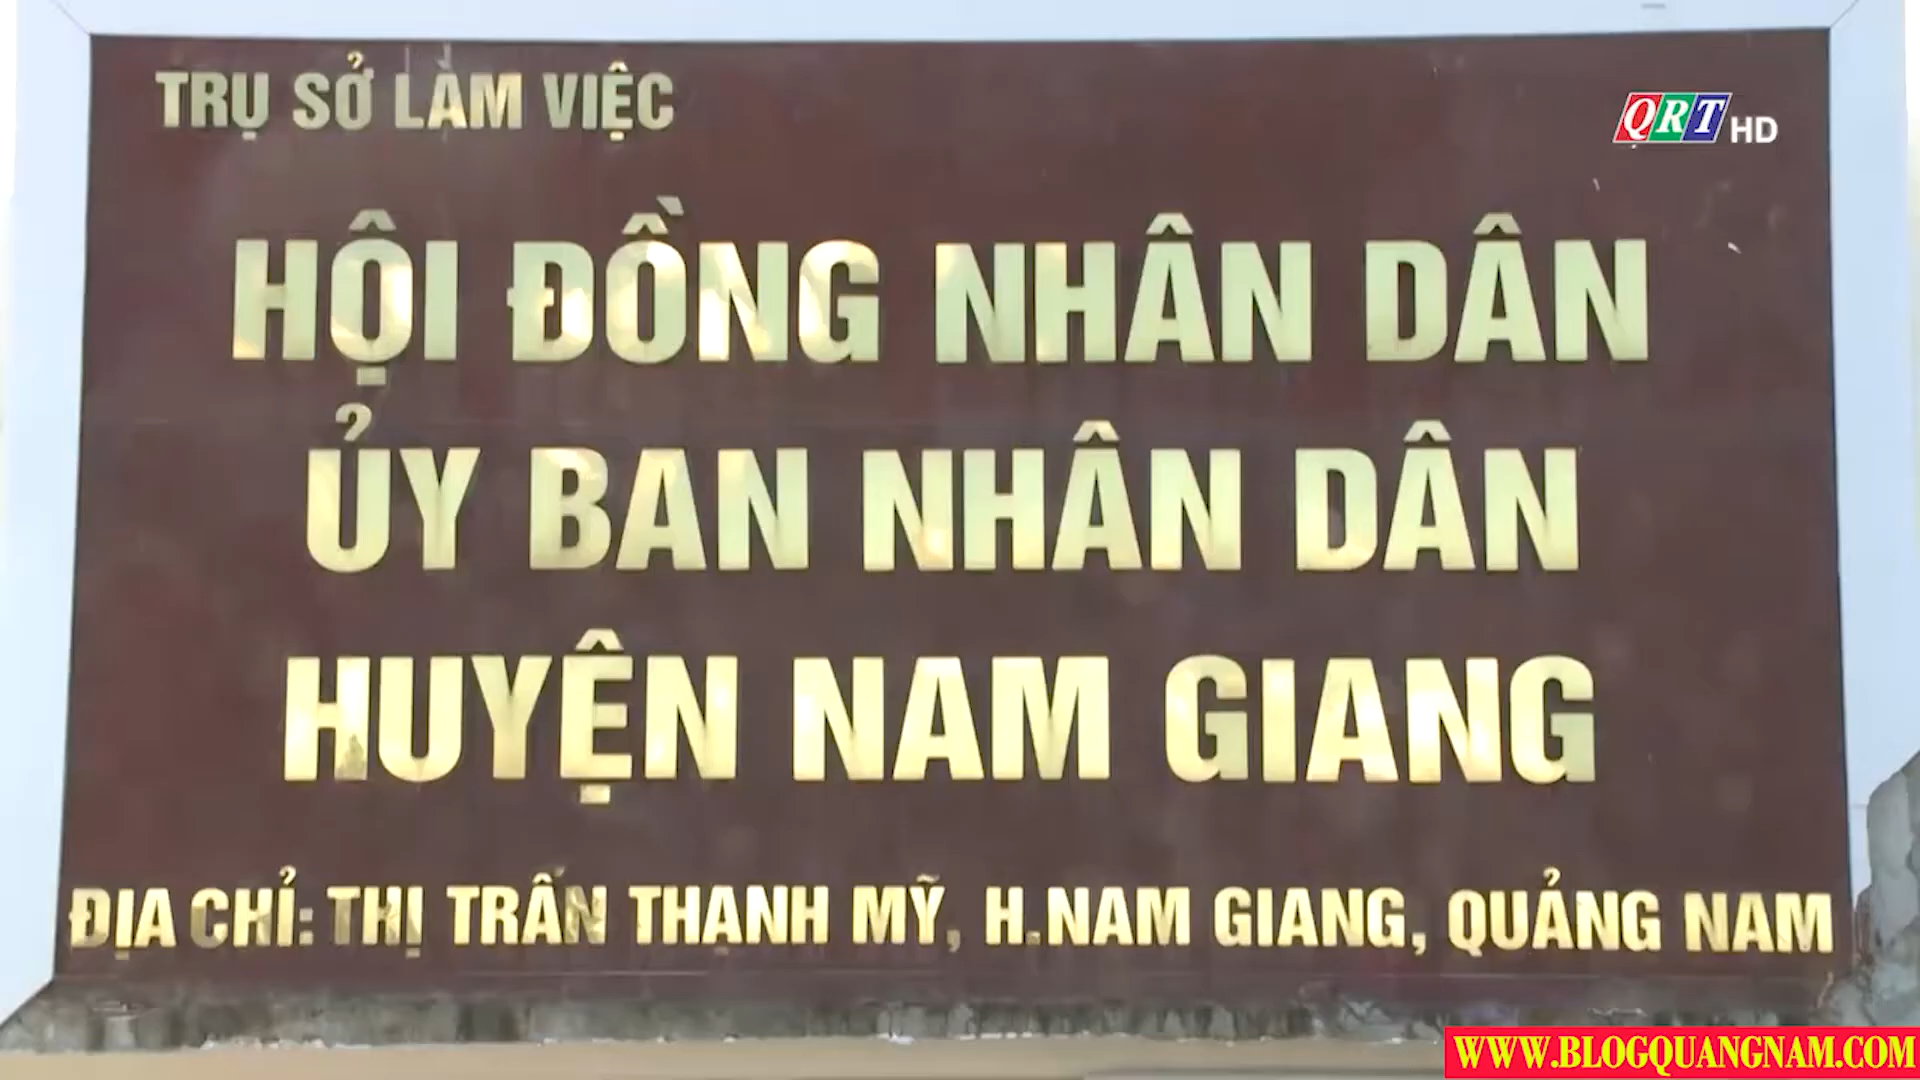 TRỤ SỞ LÀM VIỆC
QRT HD
HỘI ĐỒNG NHÂN DÂN
ỦY BAN NHÂN DÂN
HUYỆN NAM GIANG
ĐỊA CHỈ: THỊ TRẤN THẠNH MỸ, H.NAM GIANG, QUẢNG NAM
WWW.BLOGQUANGNAM.COM